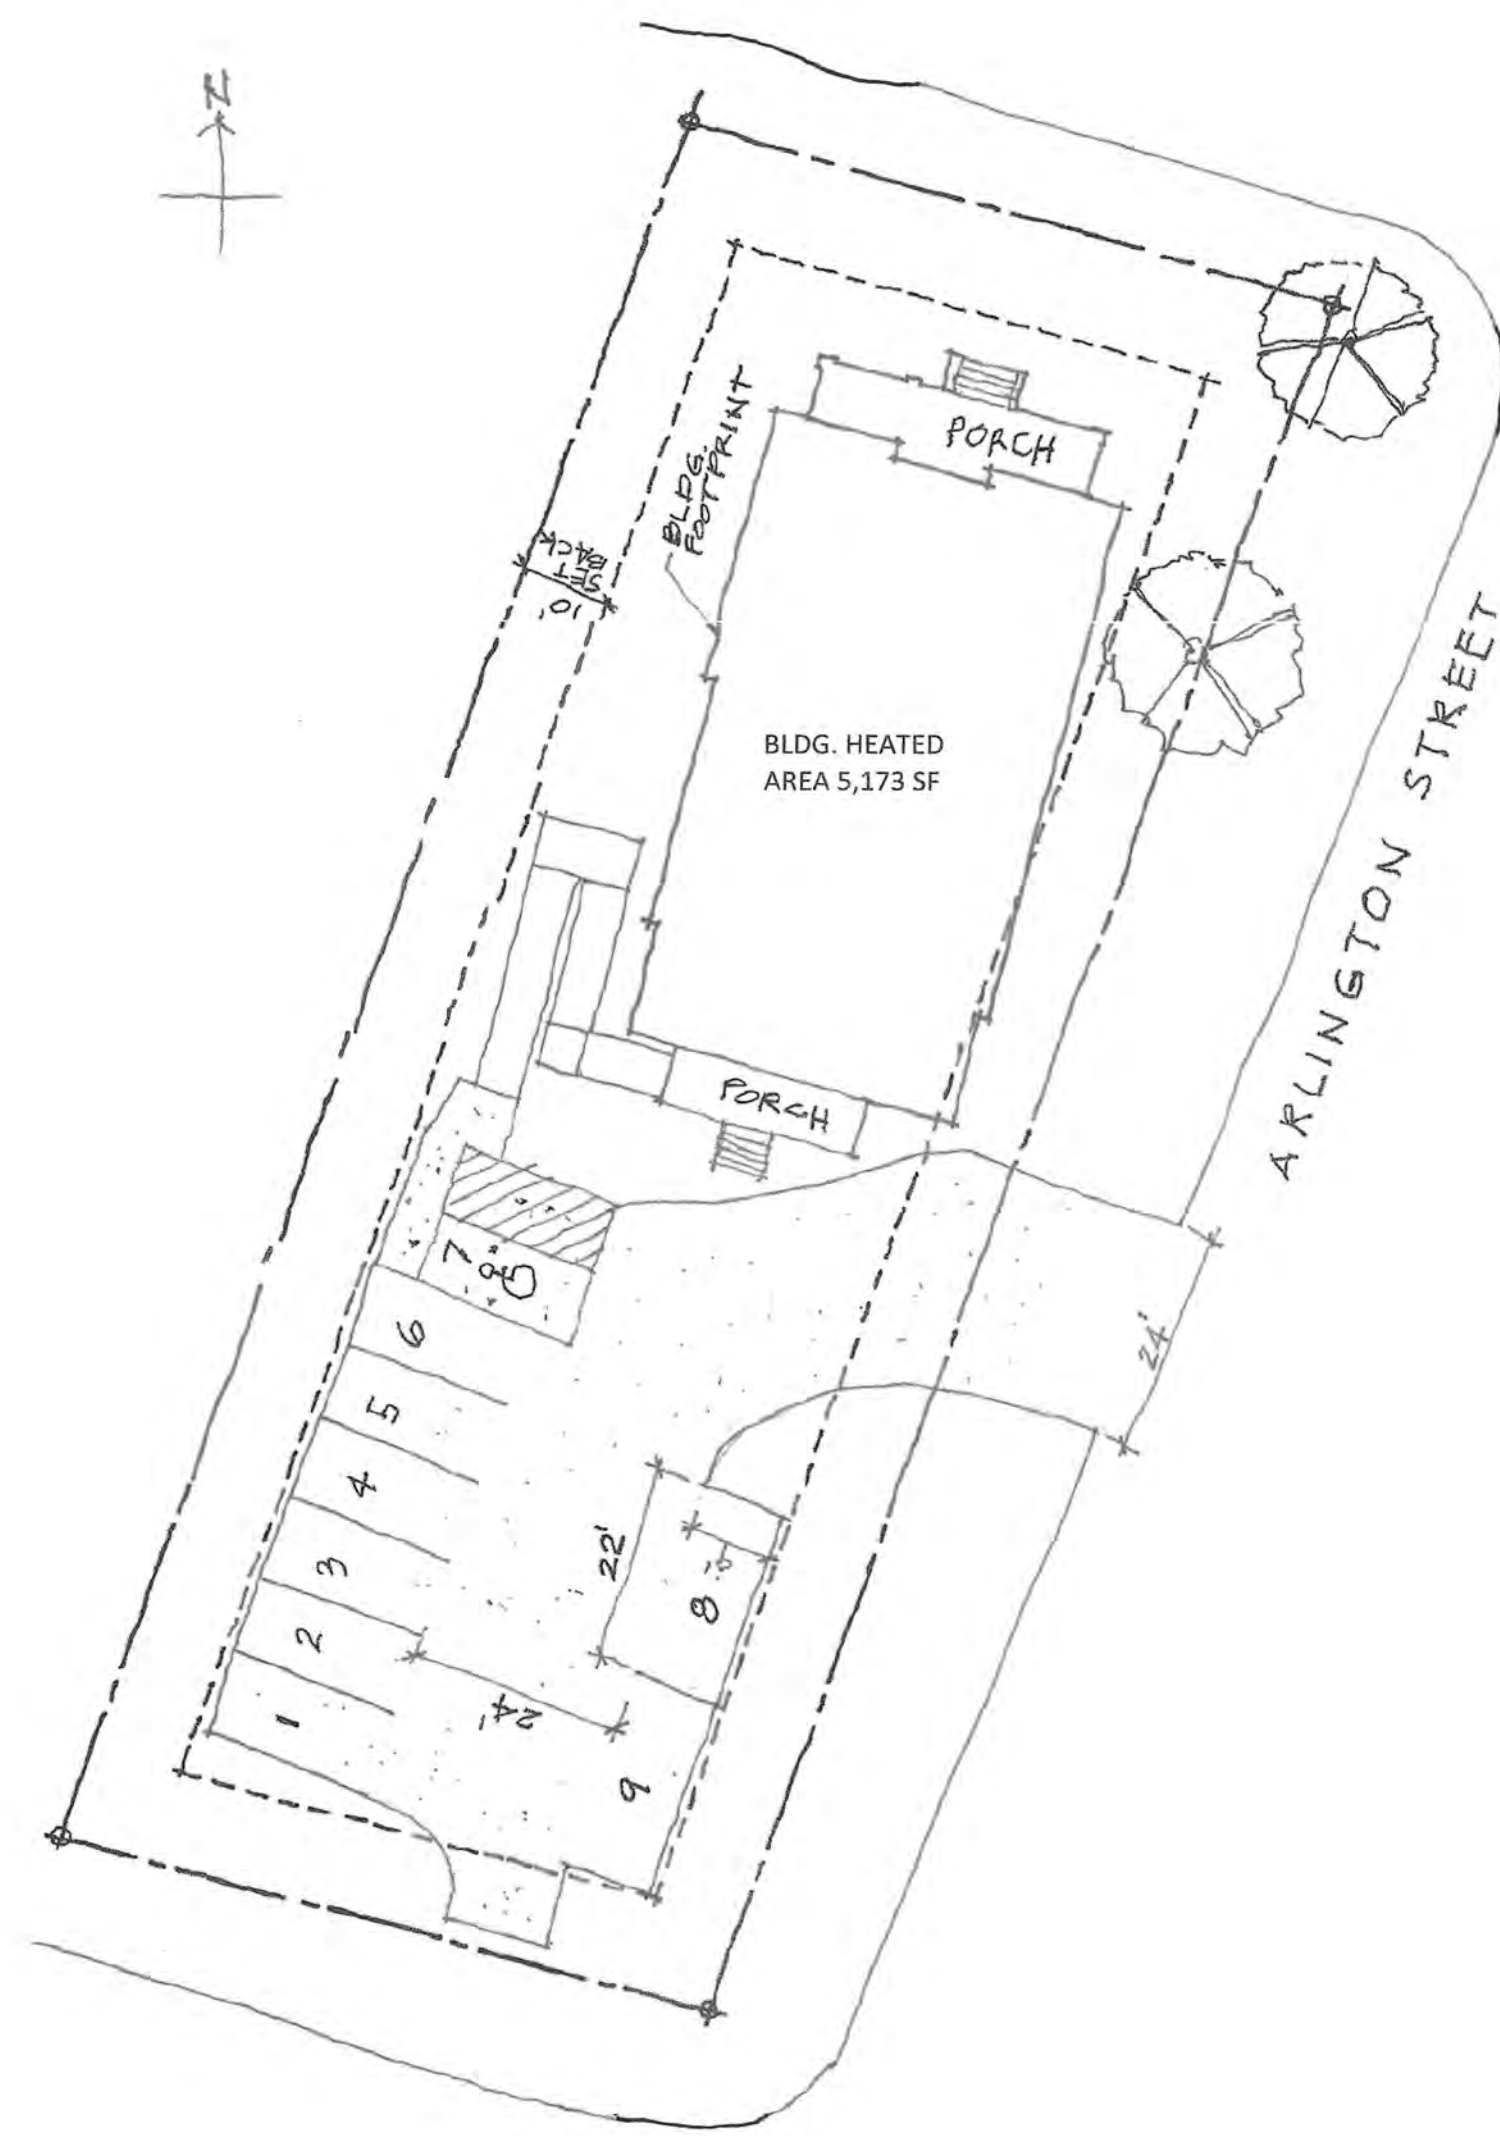 N
PORCH
BLDG.
FOOTPRINT
10'
SET
BACK
BLDG. HEATED
AREA 5,173 SF
ARLINGTON STREET
PORCH
7
6
5
4
3
2
1
24'
22'
8
24'
9